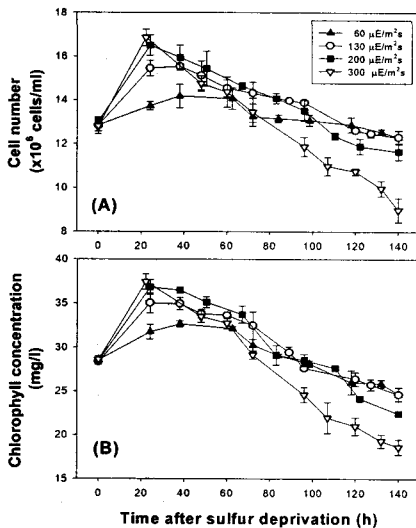 18
16
14
12
10
8
Cell number
(x10⁶ cells/ml)
60 µE/m²s
130 µE/m²s
200 µE/m²s
300 µE/m²s
(A)
0 20 40 60 80 100 120 140
40
35
30
25
20
15
Chlorophyll concentration
(mg/l)
(B)
0 20 40 60 80 100 120 140
Time after sulfur deprivation (h)